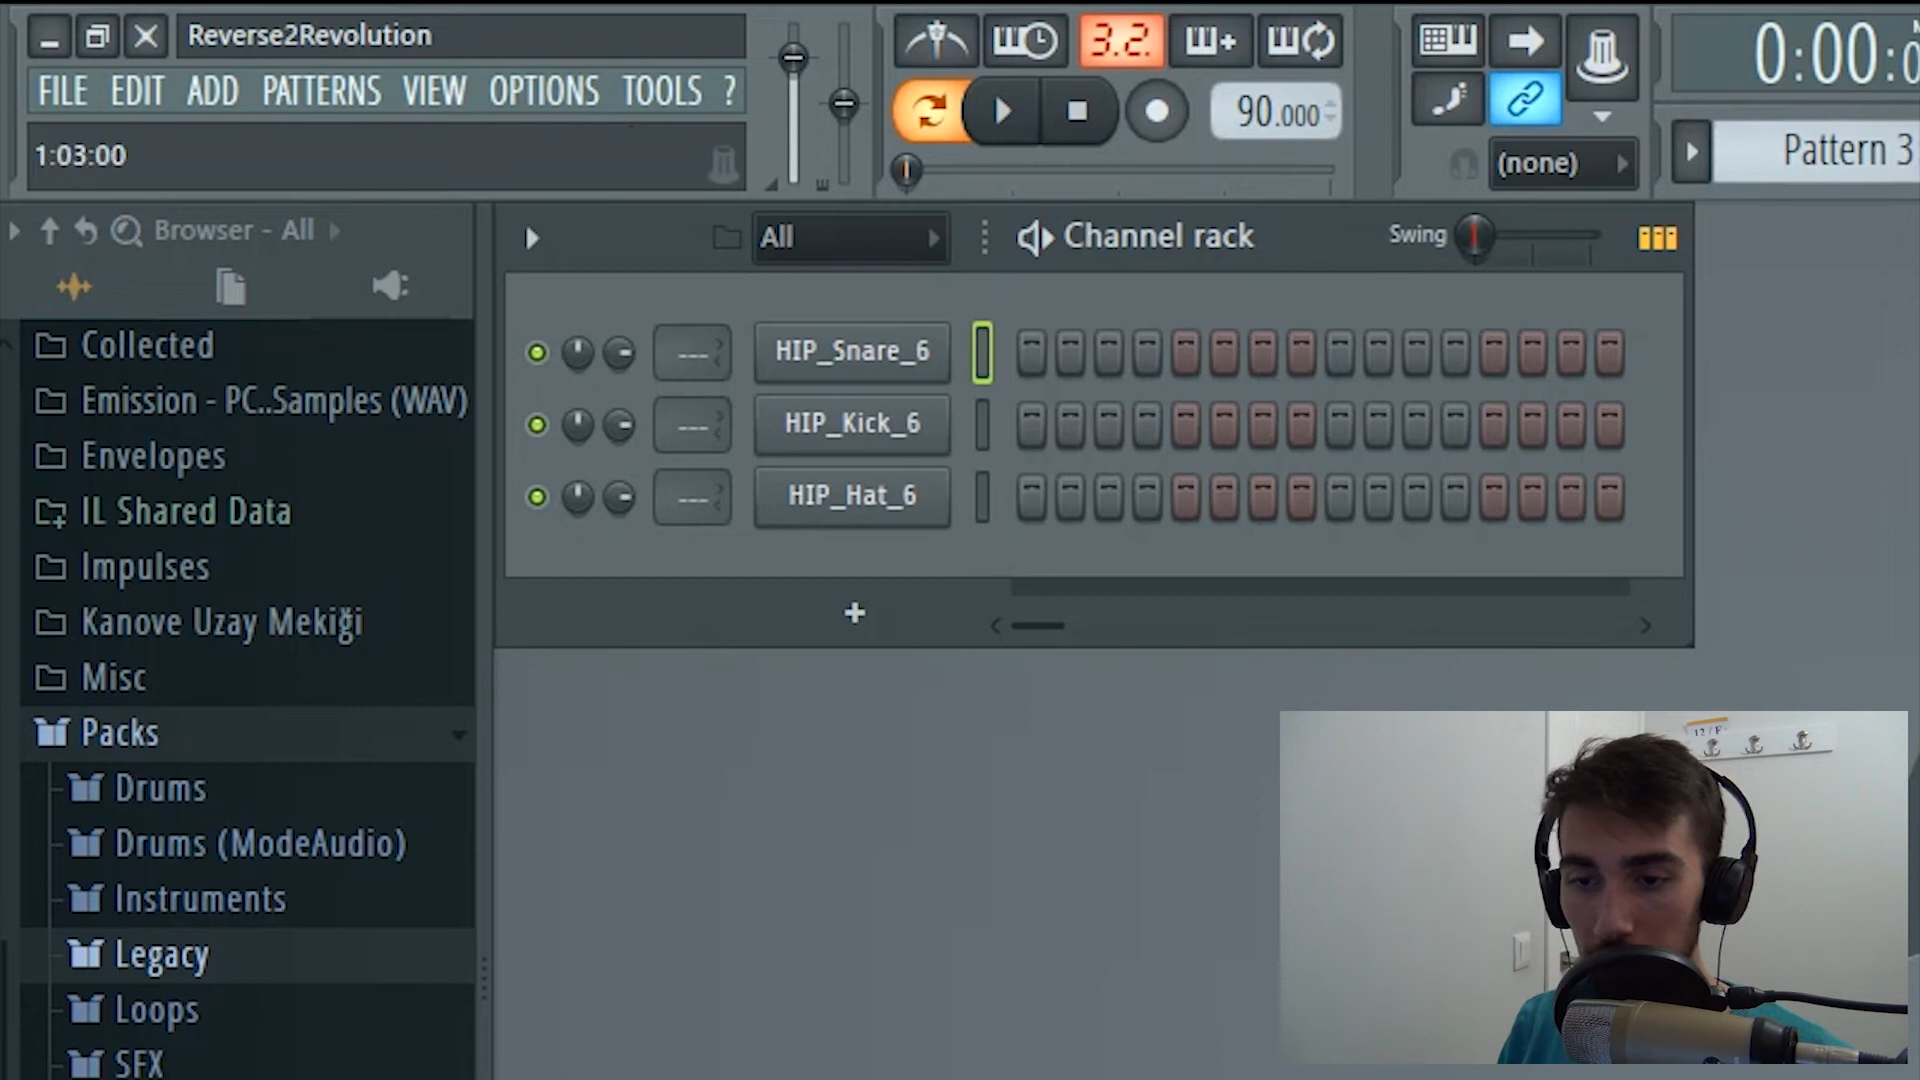 Reverse2Revolution
FILE EDIT ADD PATTERNS VIEW OPTIONS TOOLS ?
1:03:00
3.2.
90.000
0:00:0
(none)
Pattern 3
Browser - All
All
Channel rack
Swing
Collected
Emission - PC..Samples (WAV)
Envelopes
IL Shared Data
Impulses
Kanove Uzay Mekiği
Misc
Packs
Drums
Drums (ModeAudio)
Instruments
Legacy
Loops
SFX
HIP_Snare_6
HIP_Kick_6
HIP_Hat_6
12/F